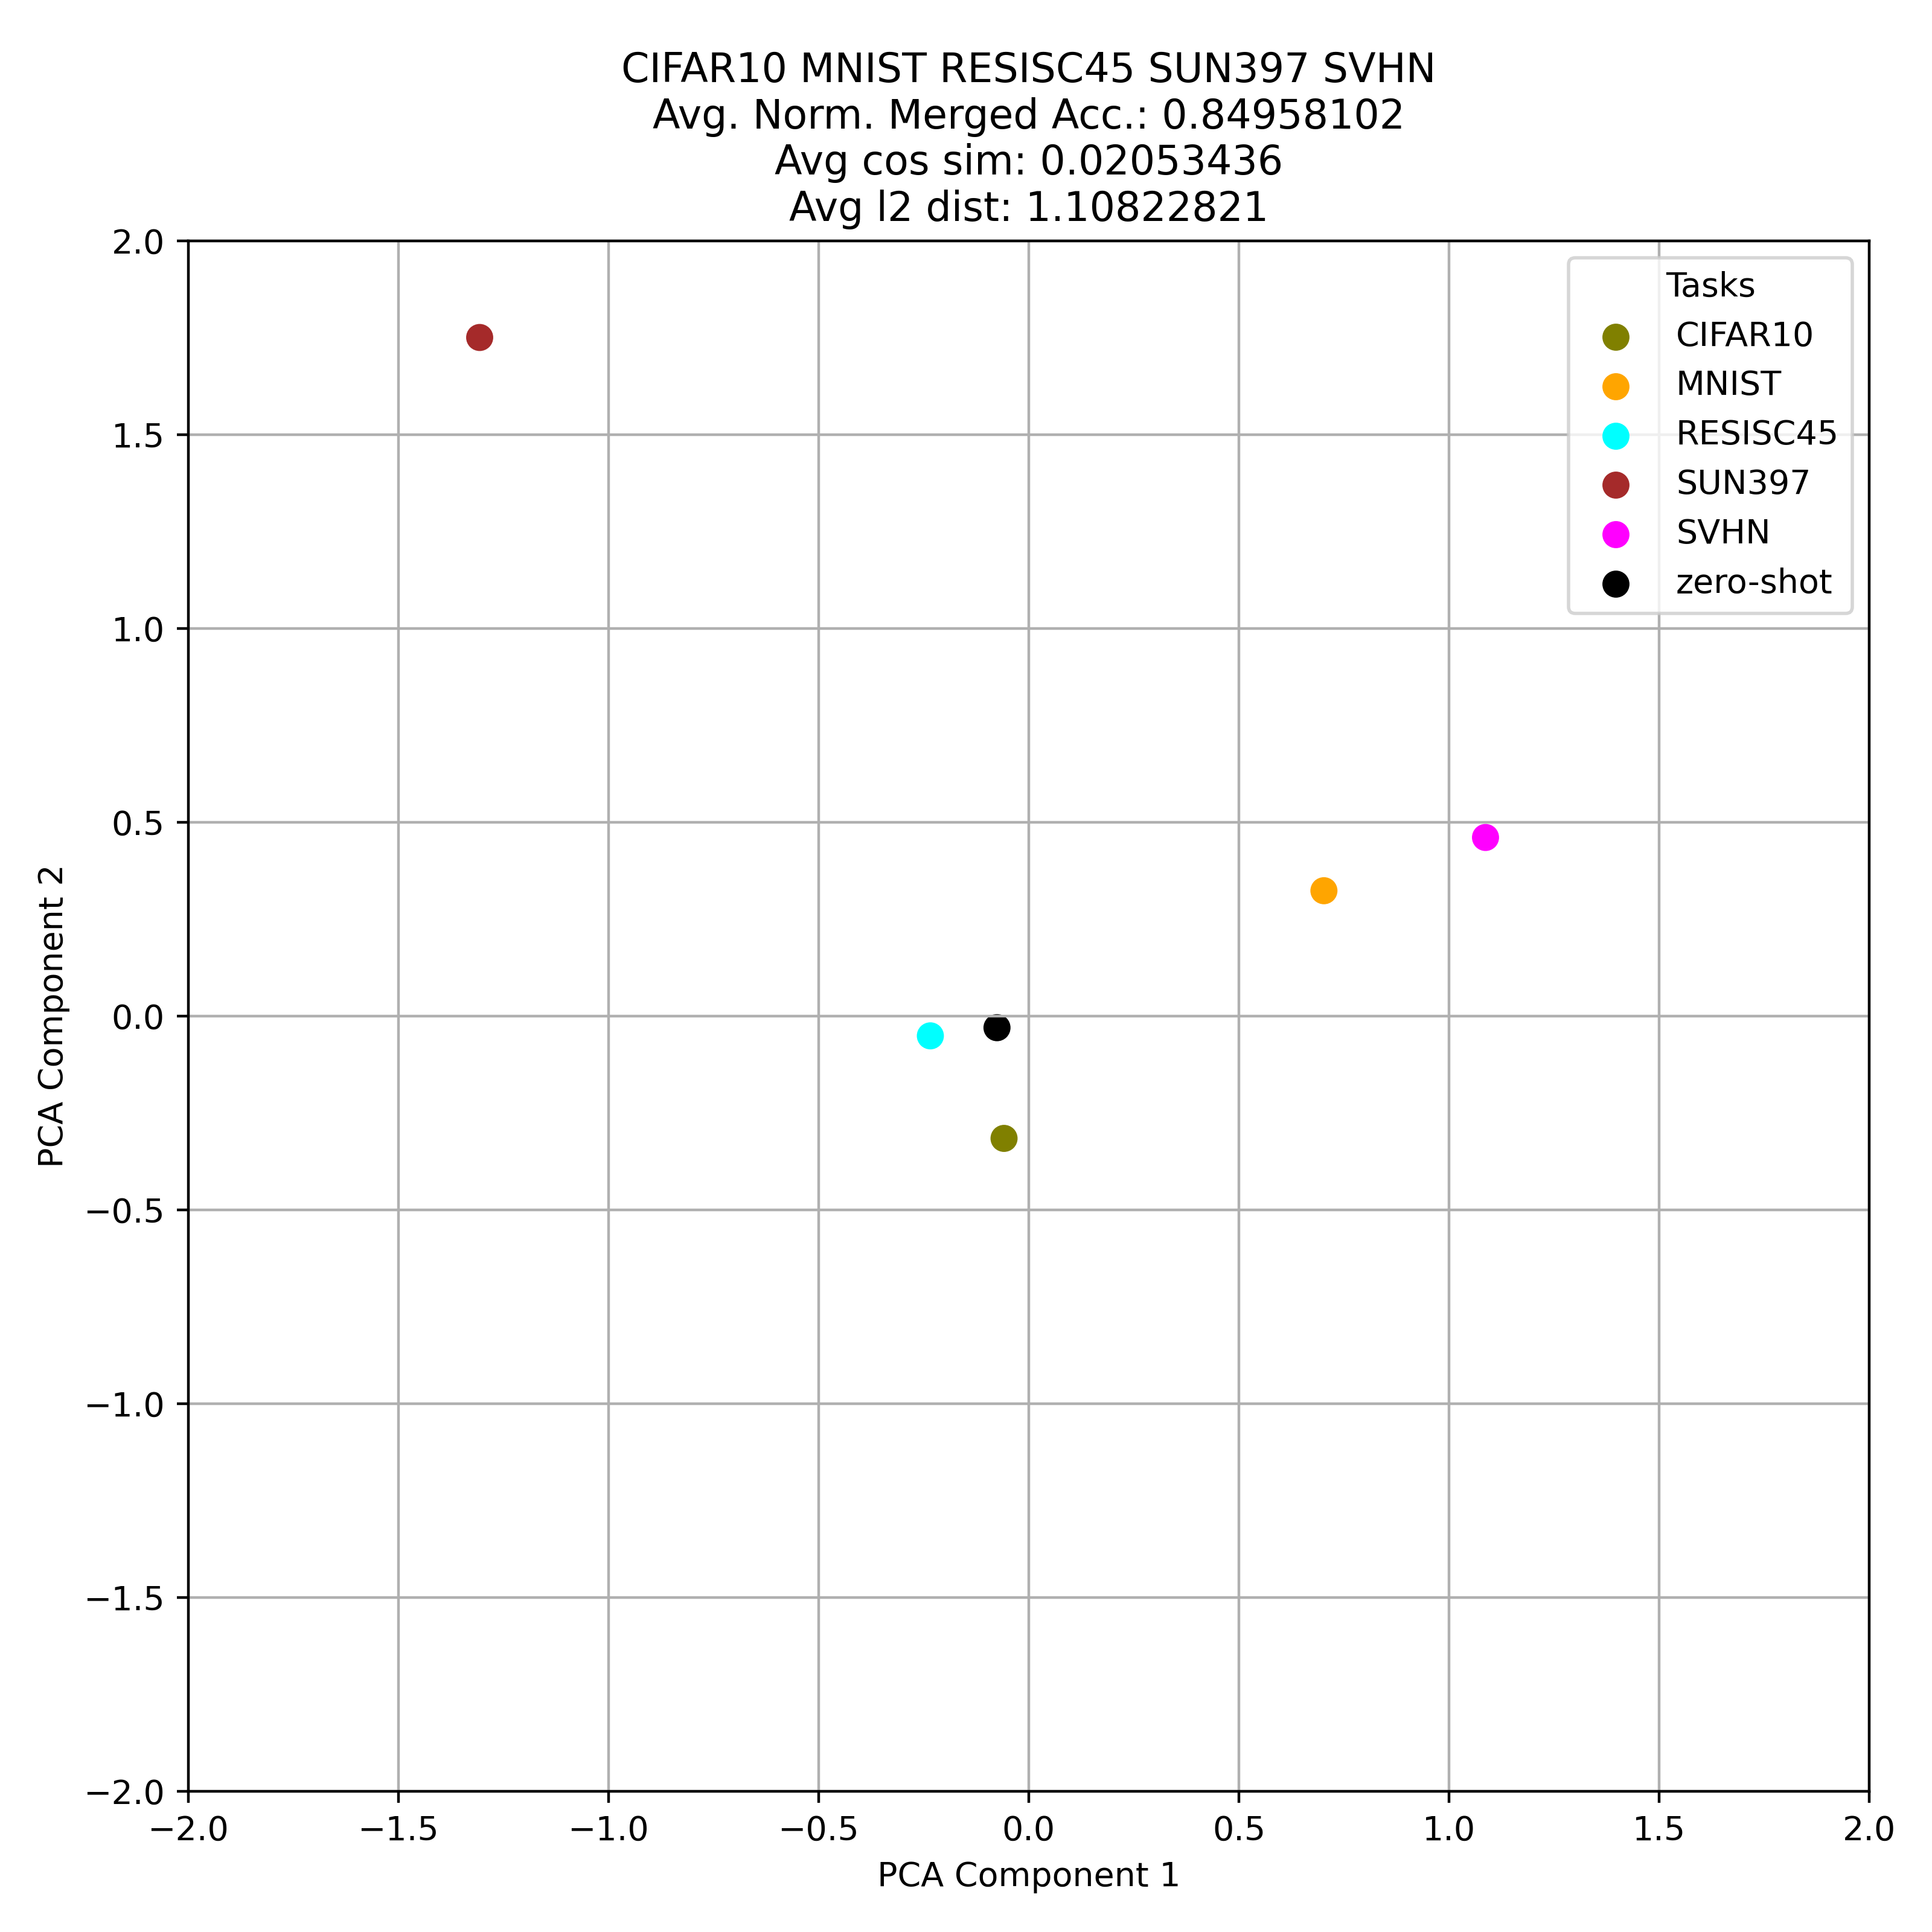 CIFAR10 MNIST RESISC45 SUN397 SVHN
Avg. Norm. Merged Acc.: 0.84958102
Avg cos sim: 0.02053436
Avg l2 dist: 1.10822821
Tasks
CIFAR10
MNIST
RESISC45
SUN397
SVHN
zero-shot
PCA Component 2
2.0
1.5
1.0
0.5
0.0
−0.5
−1.0
−1.5
−2.0
−2.0 −1.5 −1.0 −0.5 0.0 0.5 1.0 1.5 2.0
PCA Component 1